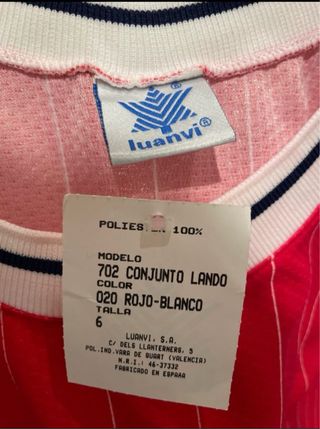 ®
luanvi®
POLIESTER 100%
MODELO
702 CONJUNTO LANDO
COLOR
020 ROJO-BLANCO
TALLA
6
LUANVI, S.A.
C/ DELS LLANTERNERS, 5
POL.IND.VARA DE QUART (VALENCIA)
N.R.I.: 46-37332
FABRICADO EN ESPAÑA